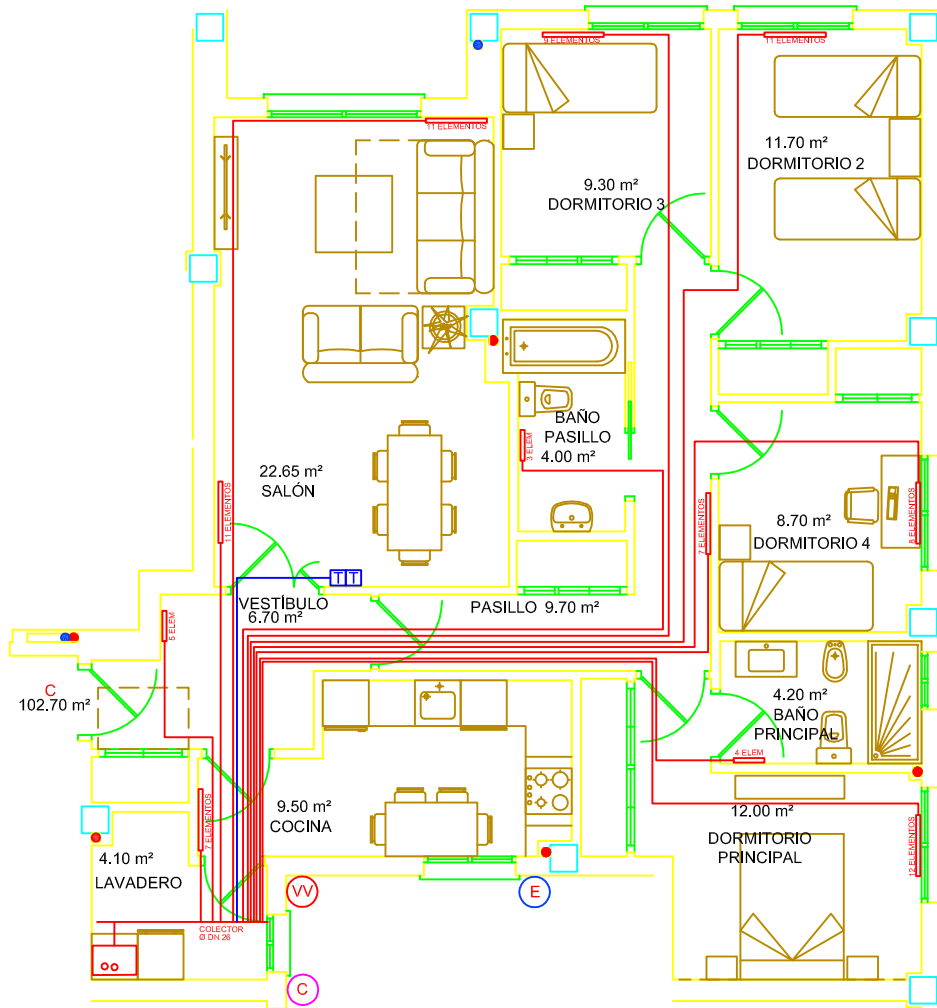 9 ELEMENTOS
11 ELEMENTOS
11 ELEMENTOS
11.70 m²
DORMITORIO 2
9.30 m²
DORMITORIO 3
BAÑO
PASILLO
4.00 m²
3 ELEM
22.65 m²
SALÓN
11 ELEMENTOS
7 ELEMENTOS
8 ELEMENTOS
8.70 m²
DORMITORIO 4
TT
VESTÍBULO
6.70 m²
PASILLO 9.70 m²
5 ELEM
C
102.70 m²
4.20 m²
BAÑO
PRINCIPAL
4 ELEM
9.50 m²
COCINA
7 ELEMENTOS
12.00 m²
DORMITORIO
PRINCIPAL
12 ELEMENTOS
4.10 m²
LAVADERO
VV
E
COLECTOR
Ø DN 26
C